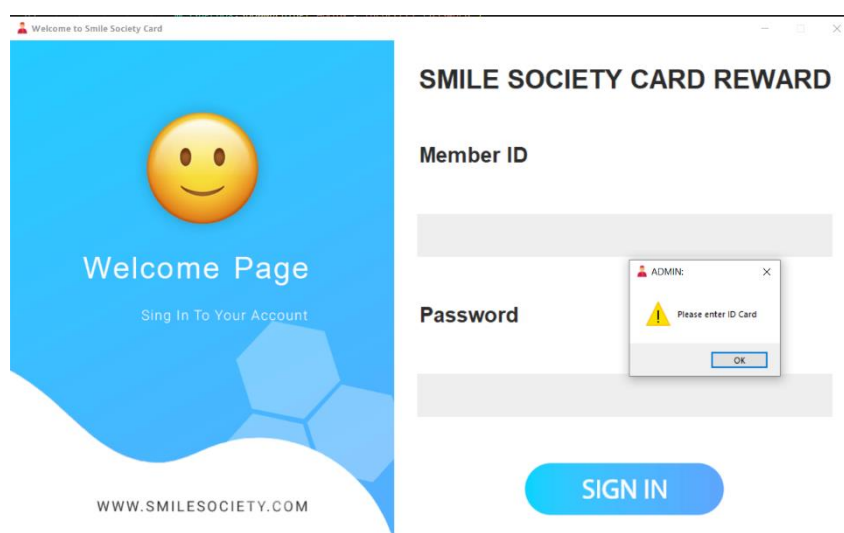 Welcome to Smile Society Card
SMILE SOCIETY CARD REWARD
Member ID
Welcome Page
Sing In To Your Account
ADMIN:
Please enter ID Card
OK
Password
SIGN IN
WWW.SMILESOCIETY.COM